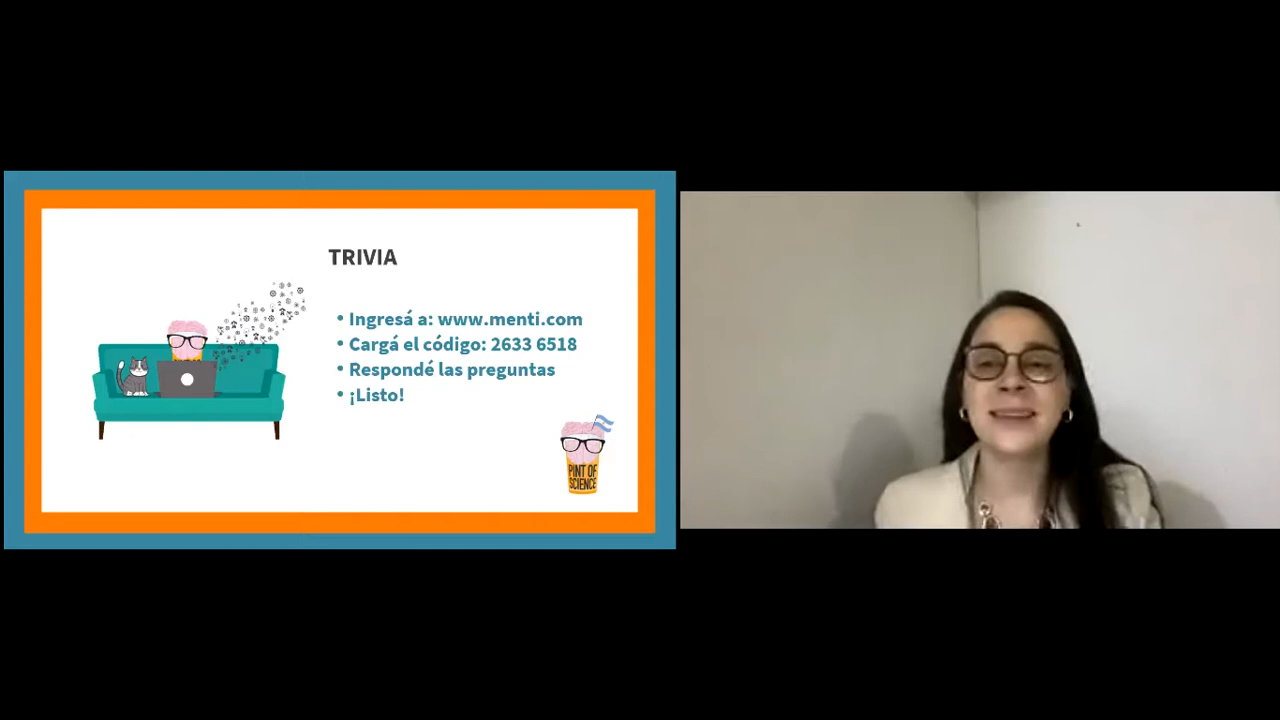 TRIVIA
• Ingresá a: www.menti.com
• Cargá el código: 2633 6518
• Respondé las preguntas
• ¡Listo!
PINT OF
SCIENCE